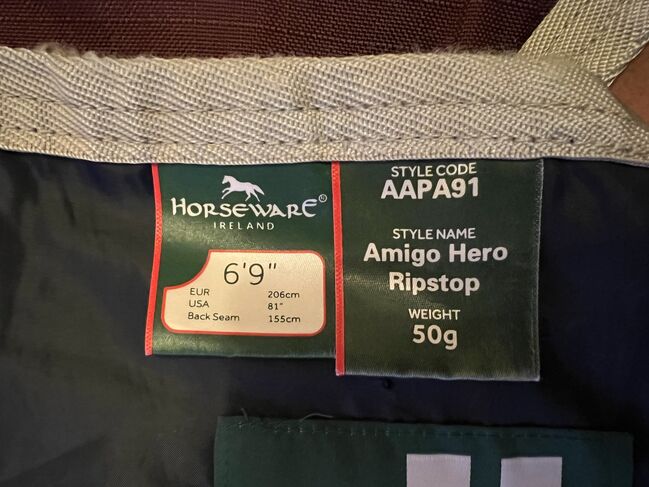 HORSEWARE®
IRELAND
6'9"
EUR 206cm
USA 81"
Back Seam 155cm
STYLE CODE
AAPA91
STYLE NAME
Amigo Hero
Ripstop
WEIGHT
50g